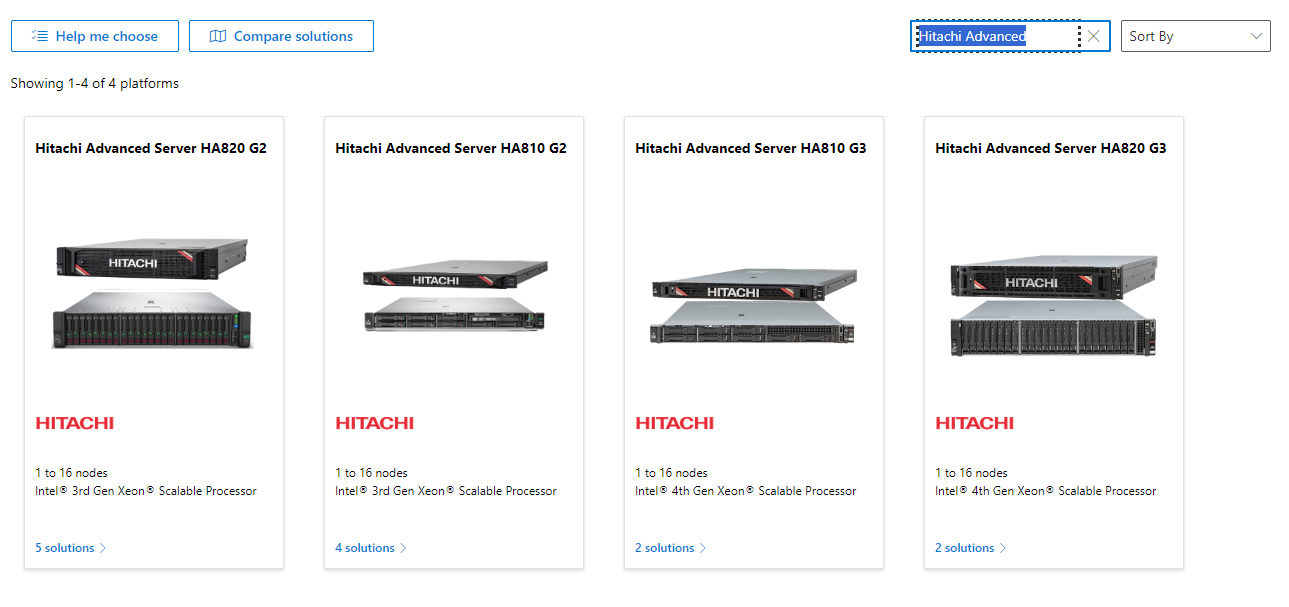 Help me choose
Compare solutions
Hitachi Advanced
Sort By
Showing 1-4 of 4 platforms
Hitachi Advanced Server HA820 G2
HITACHI
HITACHI
1 to 16 nodes
Intel® 3rd Gen Xeon® Scalable Processor
5 solutions
Hitachi Advanced Server HA810 G2
HITACHI
HITACHI
1 to 16 nodes
Intel® 3rd Gen Xeon® Scalable Processor
4 solutions
Hitachi Advanced Server HA810 G3
HITACHI
HITACHI
1 to 16 nodes
Intel® 4th Gen Xeon® Scalable Processor
2 solutions
Hitachi Advanced Server HA820 G3
HITACHI
HITACHI
1 to 16 nodes
Intel® 4th Gen Xeon® Scalable Processor
2 solutions